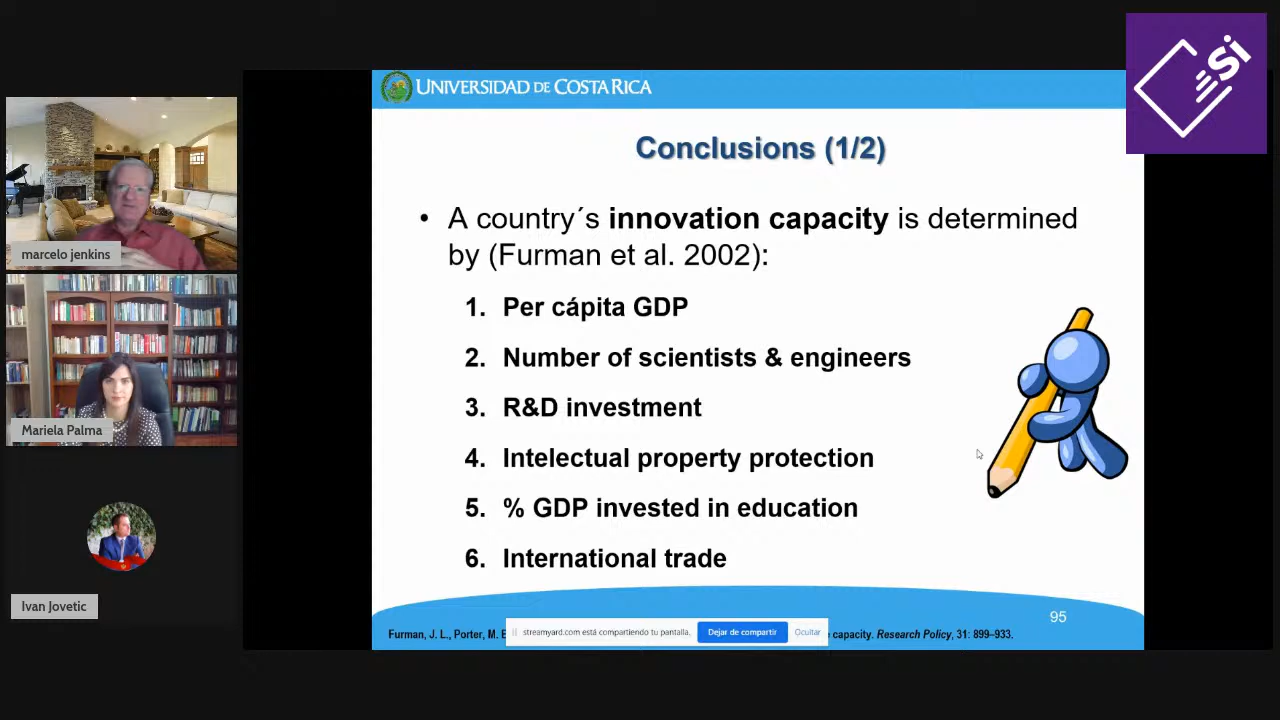 UNIVERSIDAD DE COSTA RICA
Si
Conclusions (1/2)
• A country´s innovation capacity is determined
by (Furman et al. 2002):
1. Per cápita GDP
2. Number of scientists & engineers
3. R&D investment
4. Intelectual property protection
5. % GDP invested in education
6. International trade
95
Furman, J. L., Porter, M. E
capacity. Research Policy, 31: 899–933.
streamyard.com está compartiendo tu pantalla.
Dejar de compartir
Ocultar
marcelo jenkins
Mariela Palma
Ivan Jovetic